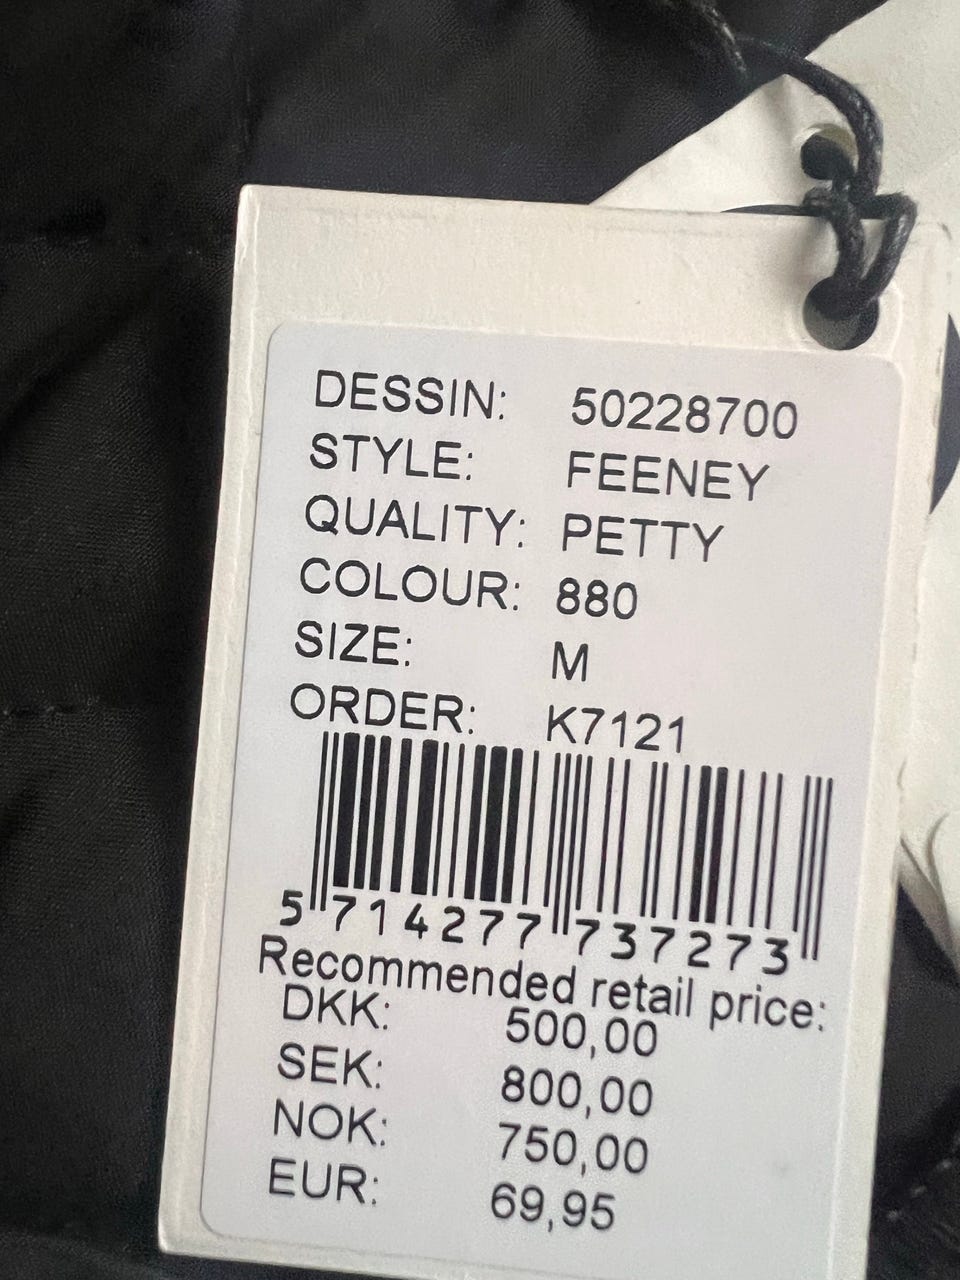 DESSIN: 50228700
STYLE: FEENEY
QUALITY: PETTY
COLOUR: 880
SIZE: M
ORDER: K7121
5 714277 737273
Recommended retail price:
DKK: 500,00
SEK: 800,00
NOK: 750,00
EUR: 69,95